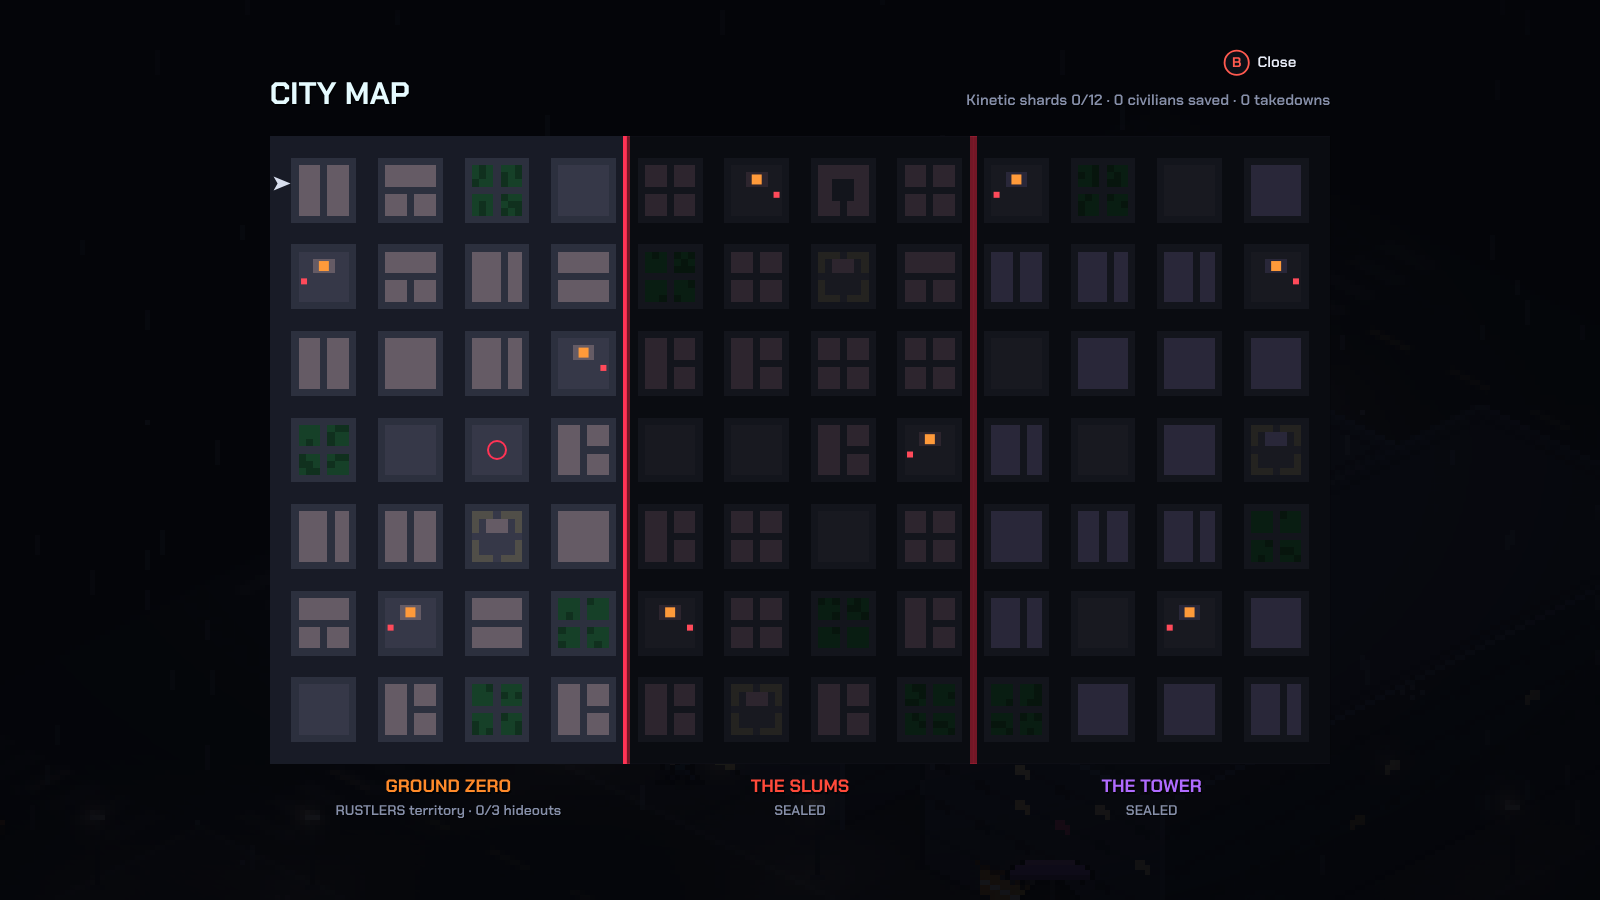 B Close
CITY MAP
Kinetic shards 0/12 · 0 civilians saved · 0 takedowns
GROUND ZERO
RUSTLERS territory · 0/3 hideouts
THE SLUMS
SEALED
THE TOWER
SEALED